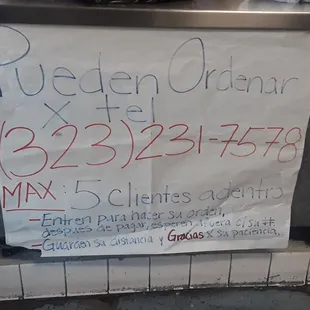 Pueden Ordenar
x tel
(323)231-7578
MAX: 5 Clientes adentro
- Entren para hacer su orden,
despues de pagar, esperen afuera c/su #
- Guarden su distancia y Gracias x su paciencia.